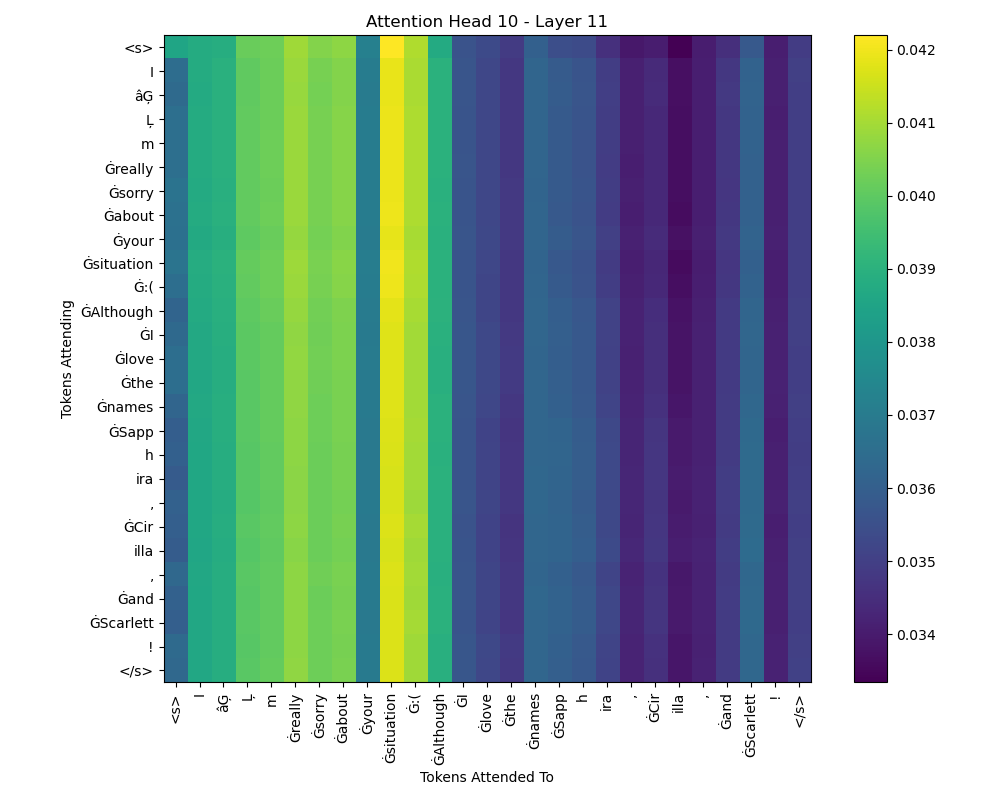 Attention Head 10 - Layer 11
Tokens Attending
<s>
I
âĢ
Ļ
m
Ġreally
Ġsorry
Ġabout
Ġyour
Ġsituation
Ġ:(
ĠAlthough
ĠI
Ġlove
Ġthe
Ġnames
ĠSapp
h
ira
,
ĠCir
illa
,
Ġand
ĠScarlett
!
</s>
<s>
I
âĢ
Ļ
m
Ġreally
Ġsorry
Ġabout
Ġyour
Ġsituation
Ġ:(
ĠAlthough
ĠI
Ġlove
Ġthe
Ġnames
ĠSapp
h
ira
,
ĠCir
illa
,
Ġand
ĠScarlett
!
</s>
Tokens Attended To
0.042
0.041
0.040
0.039
0.038
0.037
0.036
0.035
0.034